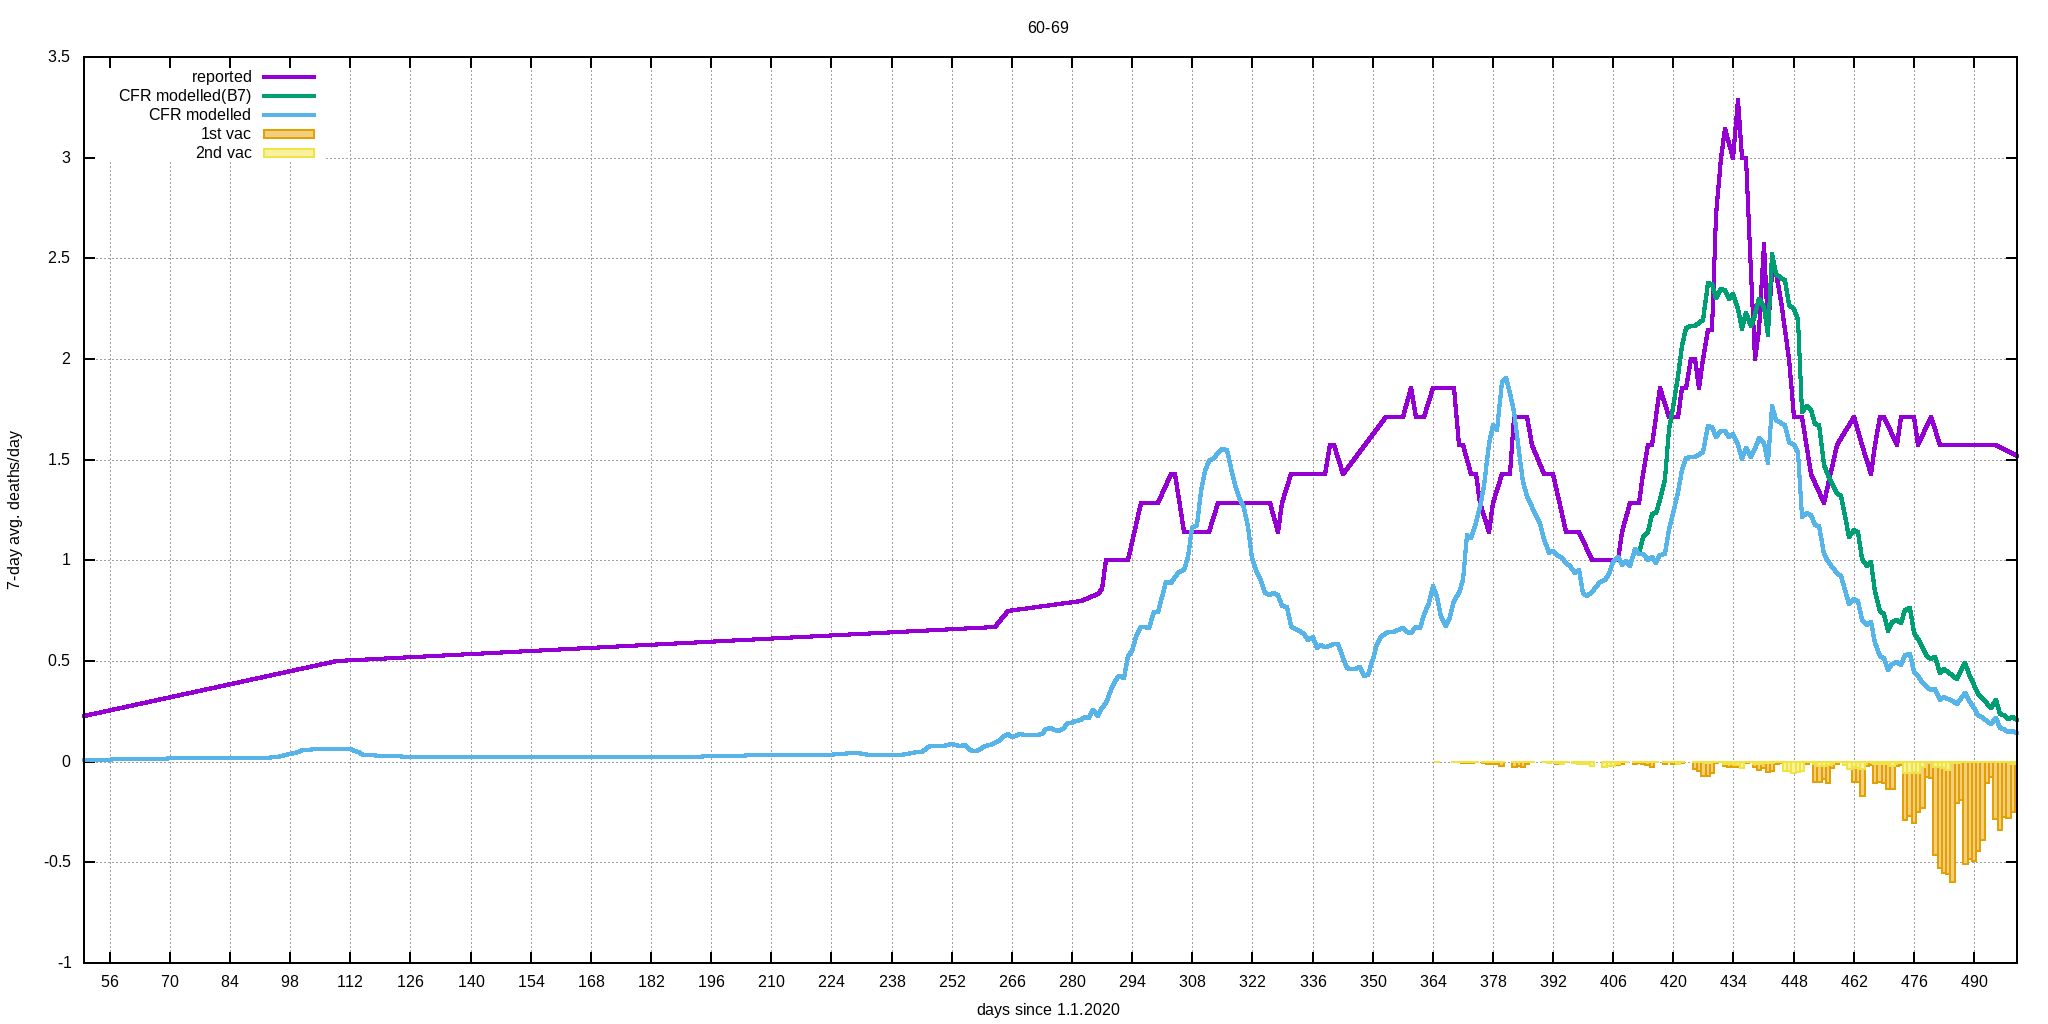 60-69
reported
CFR modelled(B7)
CFR modelled
1st vac
2nd vac
3.5
3
2.5
2
1.5
1
0.5
0
-0.5
-1
7-day avg. deaths/day
56 70 84 98 112 126 140 154 168 182 196 210 224 238 252 266 280 294 308 322 336 350 364 378 392 406 420 434 448 462 476 490
days since 1.1.2020